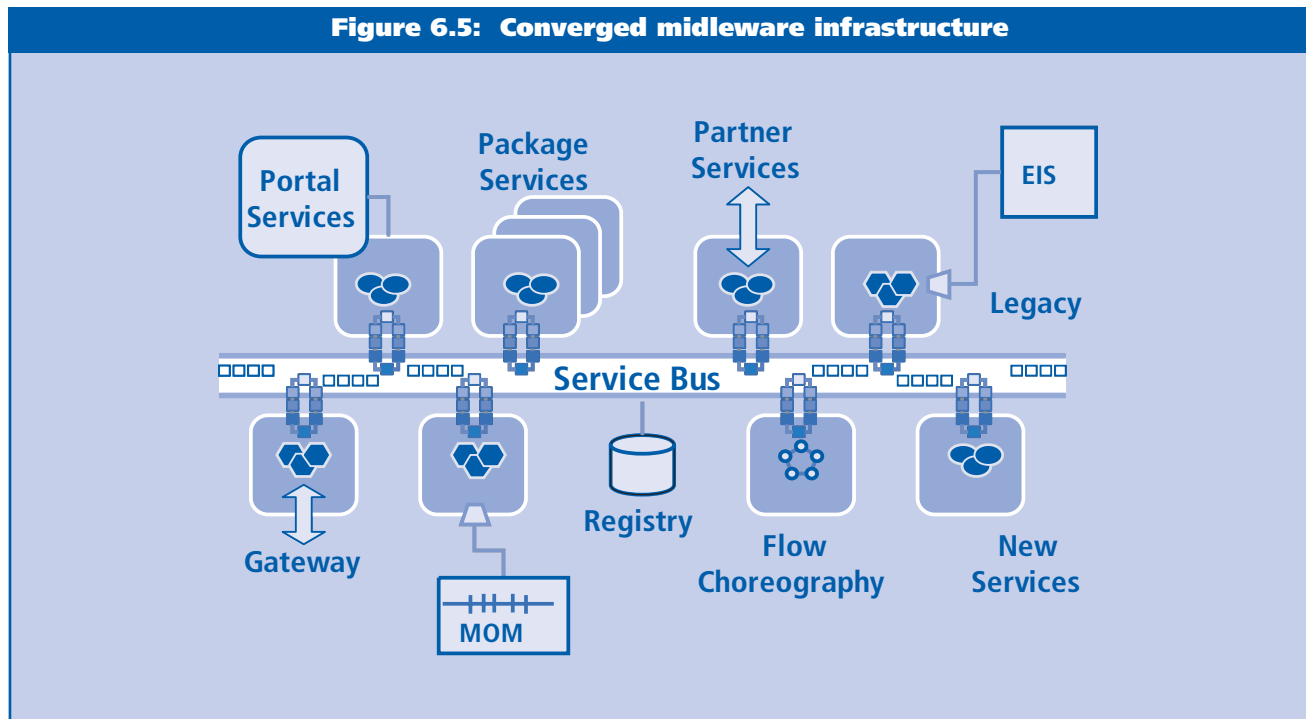 Figure 6.5: Converged midleware infrastructure
Portal
Services
Package
Services
Partner
Services
EIS
Legacy
Service Bus
Gateway
MOM
Registry
Flow
Choreography
New
Services